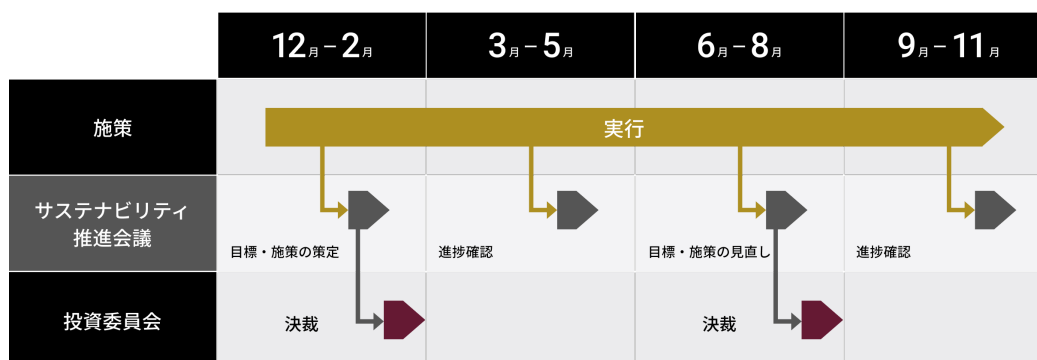 12月－2月 3月－5月 6月－8月 9月－11月
施策
実行
サステナビリティ
推進会議
目標・施策の策定 進捗確認 目標・施策の見直し 進捗確認
投資委員会
決裁 決裁